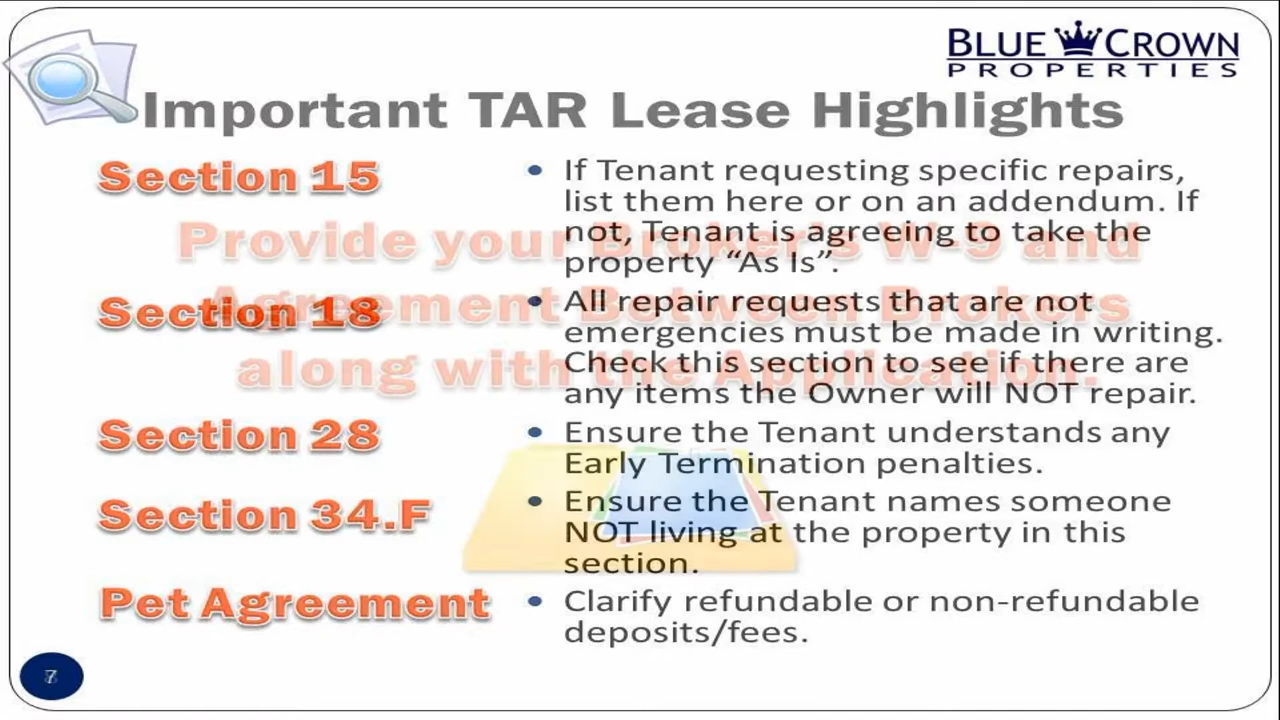 BLUE CROWN
PROPERTIES
Important TAR Lease Highlights
Section 15
• If Tenant requesting specific repairs,
list them here or on an addendum. If
not, Tenant is agreeing to take the
property “As Is”.
Section 18
• All repair requests that are not
emergencies must be made in writing.
Check this section to see if there are
any items the Owner will NOT repair.
Section 28
• Ensure the Tenant understands any
Early Termination penalties.
Section 34.F
• Ensure the Tenant names someone
NOT living at the property in this
section.
Pet Agreement
• Clarify refundable or non-refundable
deposits/fees.
Provide your Broker's W-9 and
Agreement Between Brokers
along with the Application.